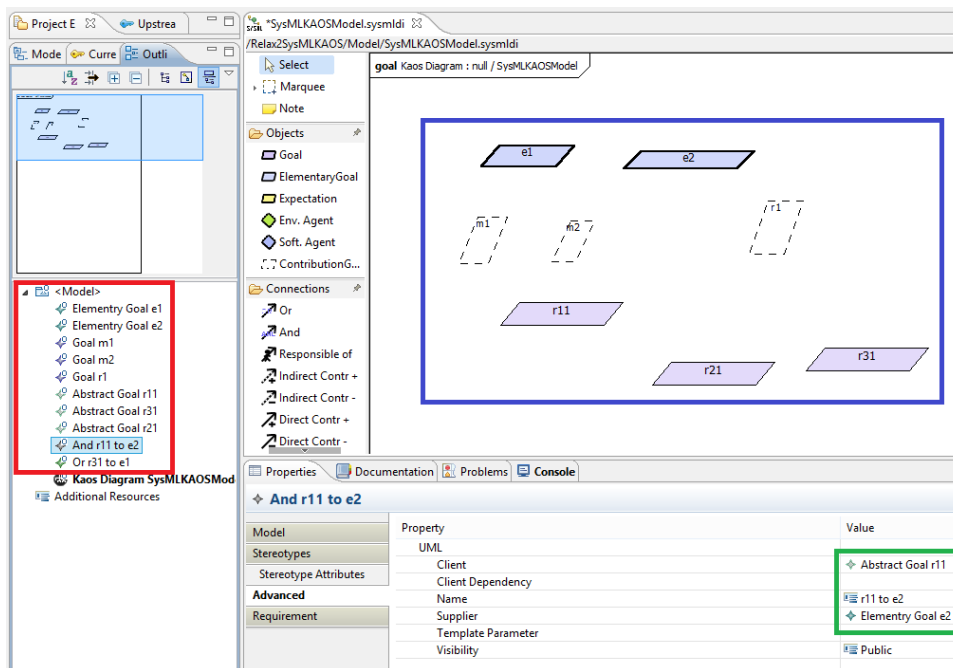 Project E
Upstrea
*SysMLKAOSModel.sysmldi
/Relax2SysMLKAOS/Model/SysMLKAOSModel.sysmldi
Mode
Curre
Outli
Select
Marquee
Note
Objects
Goal
ElementaryGoal
Expectation
Env. Agent
Soft. Agent
ContributionG...
Connections
Or
And
Responsible of
Indirect Contr +
Indirect Contr -
Direct Contr +
Direct Contr -
goal Kaos Diagram : null / SysMLKAOSModel
e1
e2
m1
m2
r1
r11
r21
r31
<Model>
Elementry Goal e1
Elementry Goal e2
Goal m1
Goal m2
Goal r1
Abstract Goal r11
Abstract Goal r31
Abstract Goal r21
And r11 to e2
Or r31 to e1
Kaos Diagram SysMLKAOSMod
Additional Resources
Properties
Documentation
Problems
Console
And r11 to e2
Model
Stereotypes
Stereotype Attributes
Advanced
Requirement
Property Value
UML
Client Abstract Goal r11
Client Dependency
Name r11 to e2
Supplier Elementry Goal e2
Template Parameter
Visibility Public